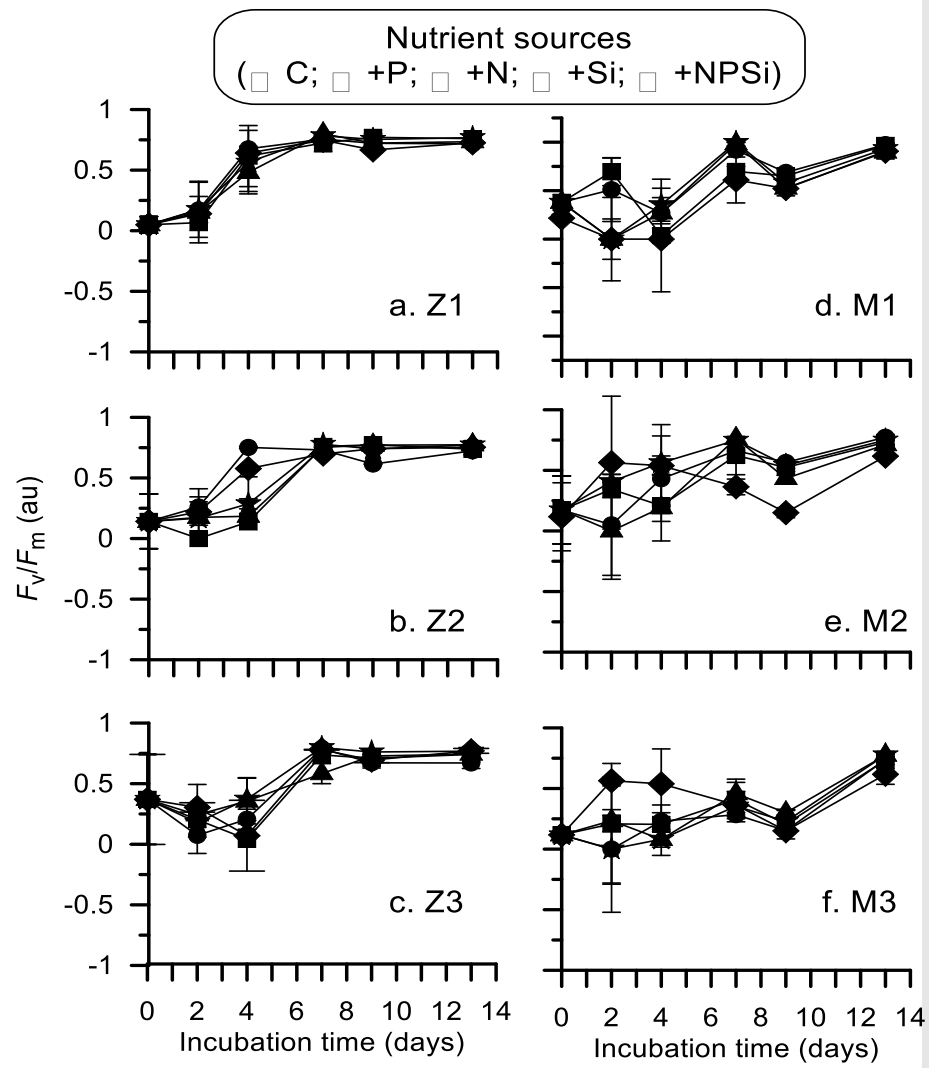 Nutrient sources
(□ C; □ +P; □ +N; □ +Si; □ +NPSi)
1
0.5
0
-0.5
-1
a. Z1
d. M1
1
0.5
0
-0.5
-1
b. Z2
e. M2
Fv/Fm (au)
1
0.5
0
-0.5
-1
c. Z3
f. M3
0 2 4 6 8 10 12 14
Incubation time (days)
0 2 4 6 8 10 12 14
Incubation time (days)